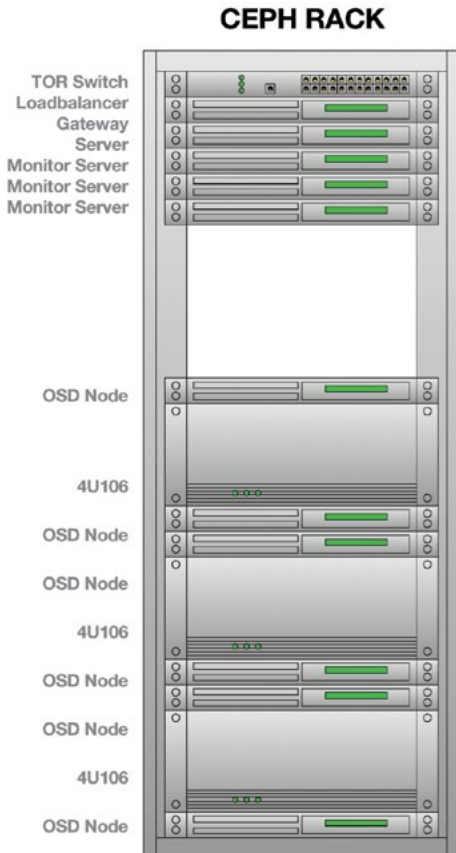 CEPH RACK
TOR Switch
Loadbalancer
Gateway
Server
Monitor Server
Monitor Server
Monitor Server
OSD Node
4U106
OSD Node
OSD Node
4U106
OSD Node
OSD Node
4U106
OSD Node